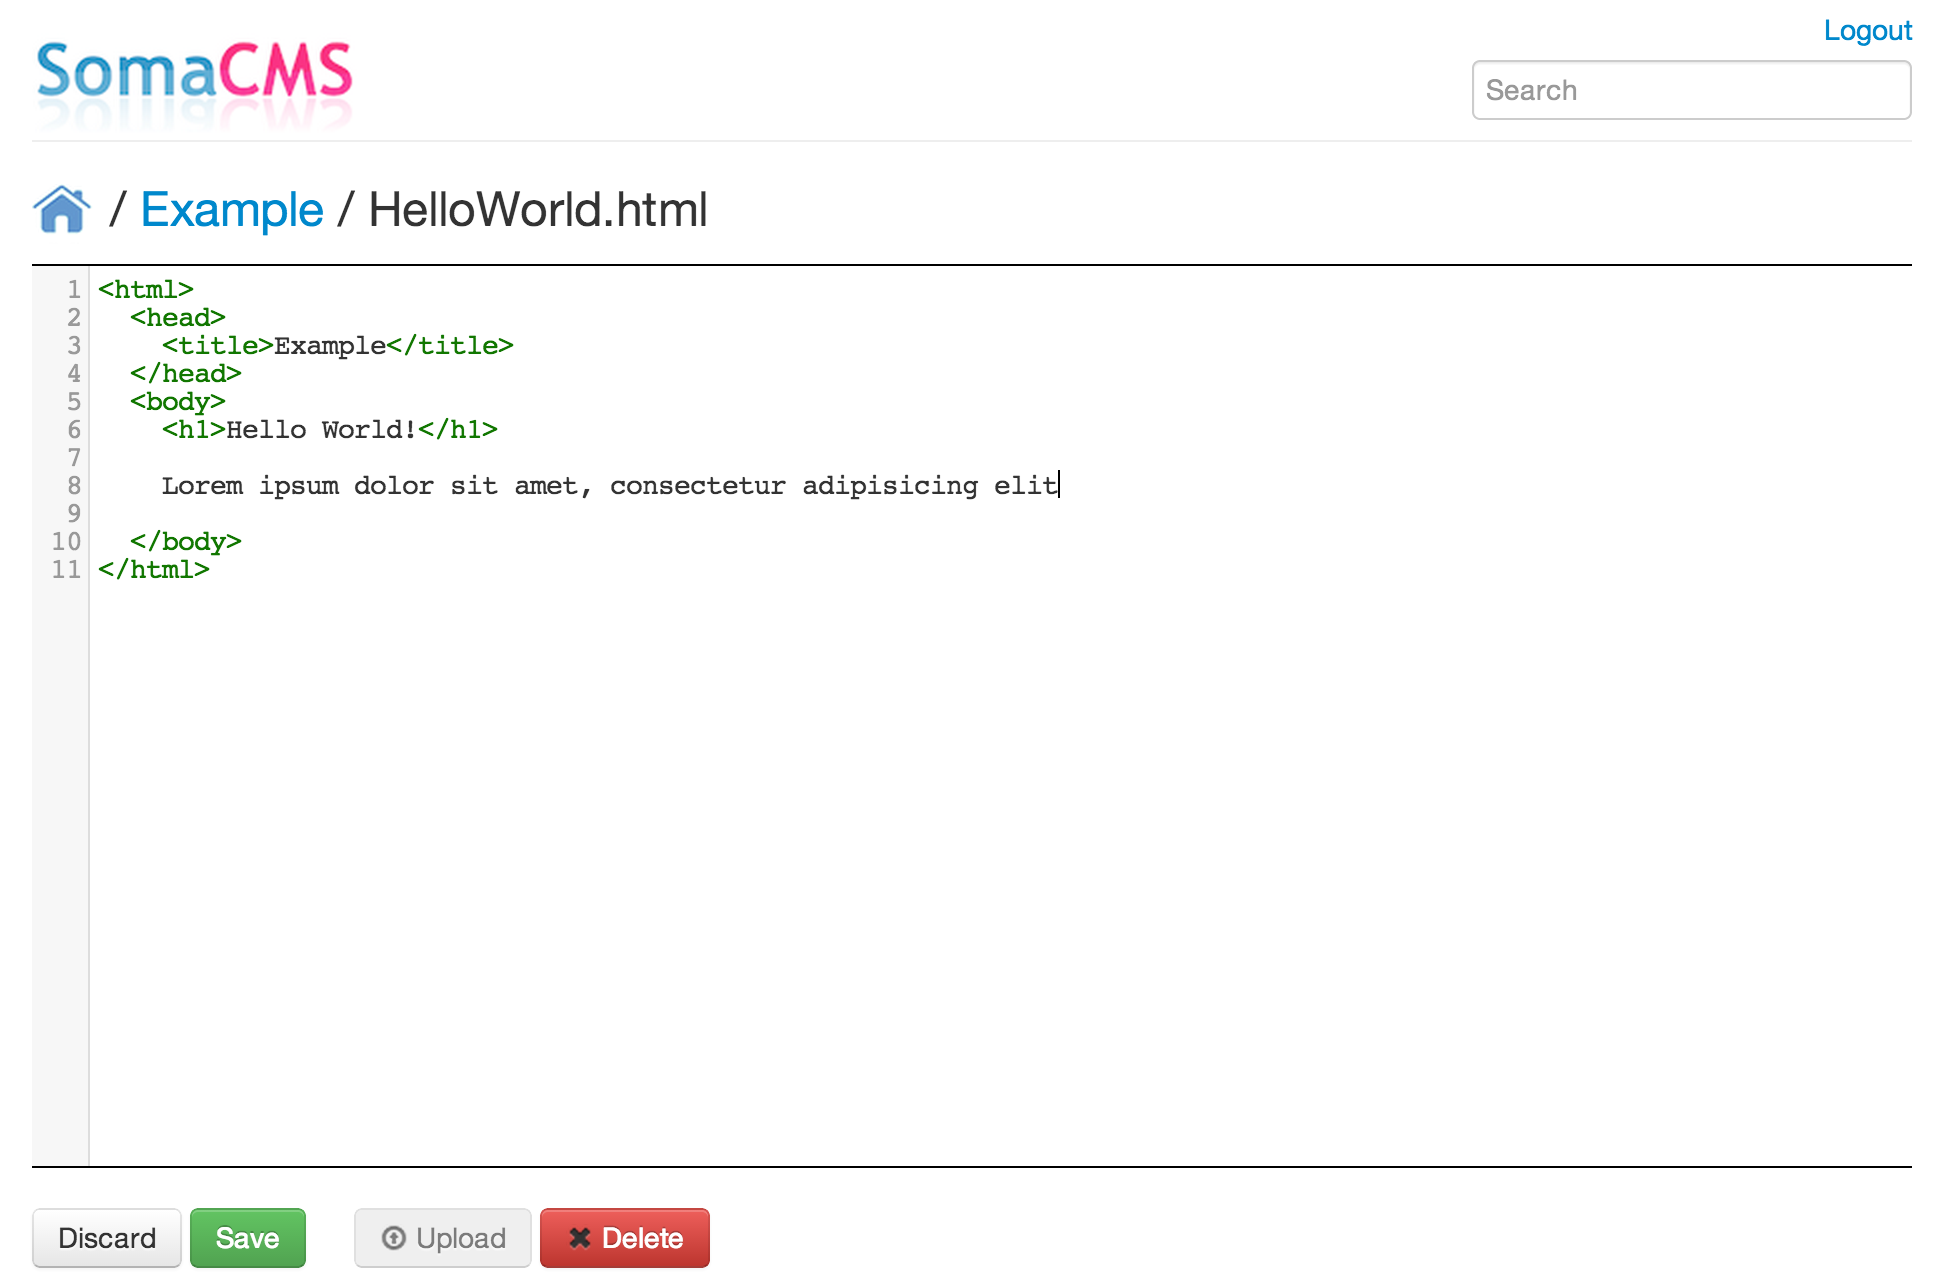 Logout
SomaCMS
Search
/ Example / HelloWorld.html
1 <html>
2   <head>
3     <title>Example</title>
4   </head>
5   <body>
6     <h1>Hello World!</h1>
7
8     Lorem ipsum dolor sit amet, consectetur adipisicing elit
9
10   </body>
11 </html>
Discard Save Upload Delete